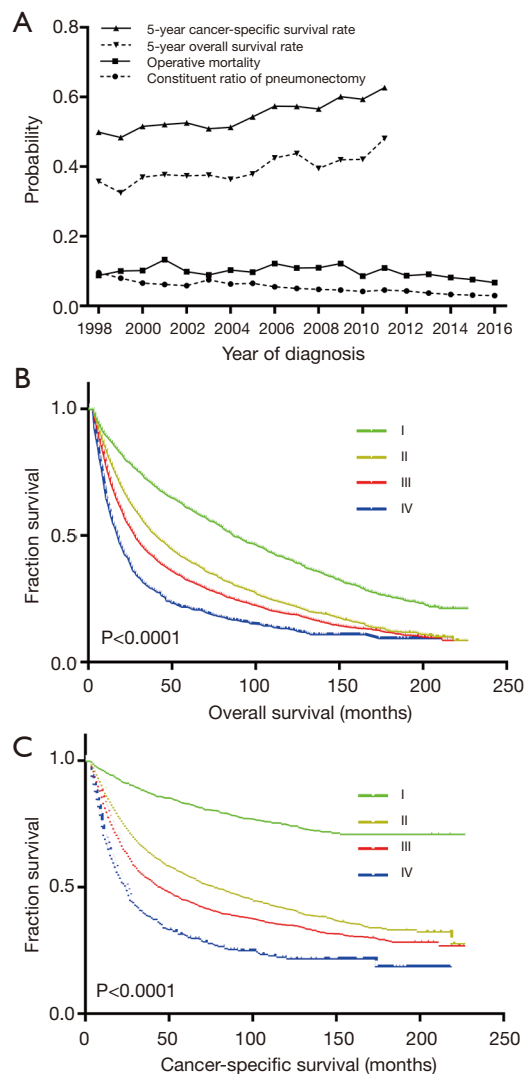 A
5-year cancer-specific survival rate
5-year overall survival rate
Operative mortality
Constituent ratio of pneumonectomy
Probability
0.8
0.6
0.4
0.2
0.0
1998 2000 2002 2004 2006 2008 2010 2012 2014 2016
Year of diagnosis
B
Fraction survival
1.0
0.5
0.0
I
II
III
IV
P<0.0001
0 50 100 150 200 250
Overall survival (months)
C
Fraction survival
1.0
0.5
0.0
I
II
III
IV
P<0.0001
0 50 100 150 200 250
Cancer-specific survival (months)